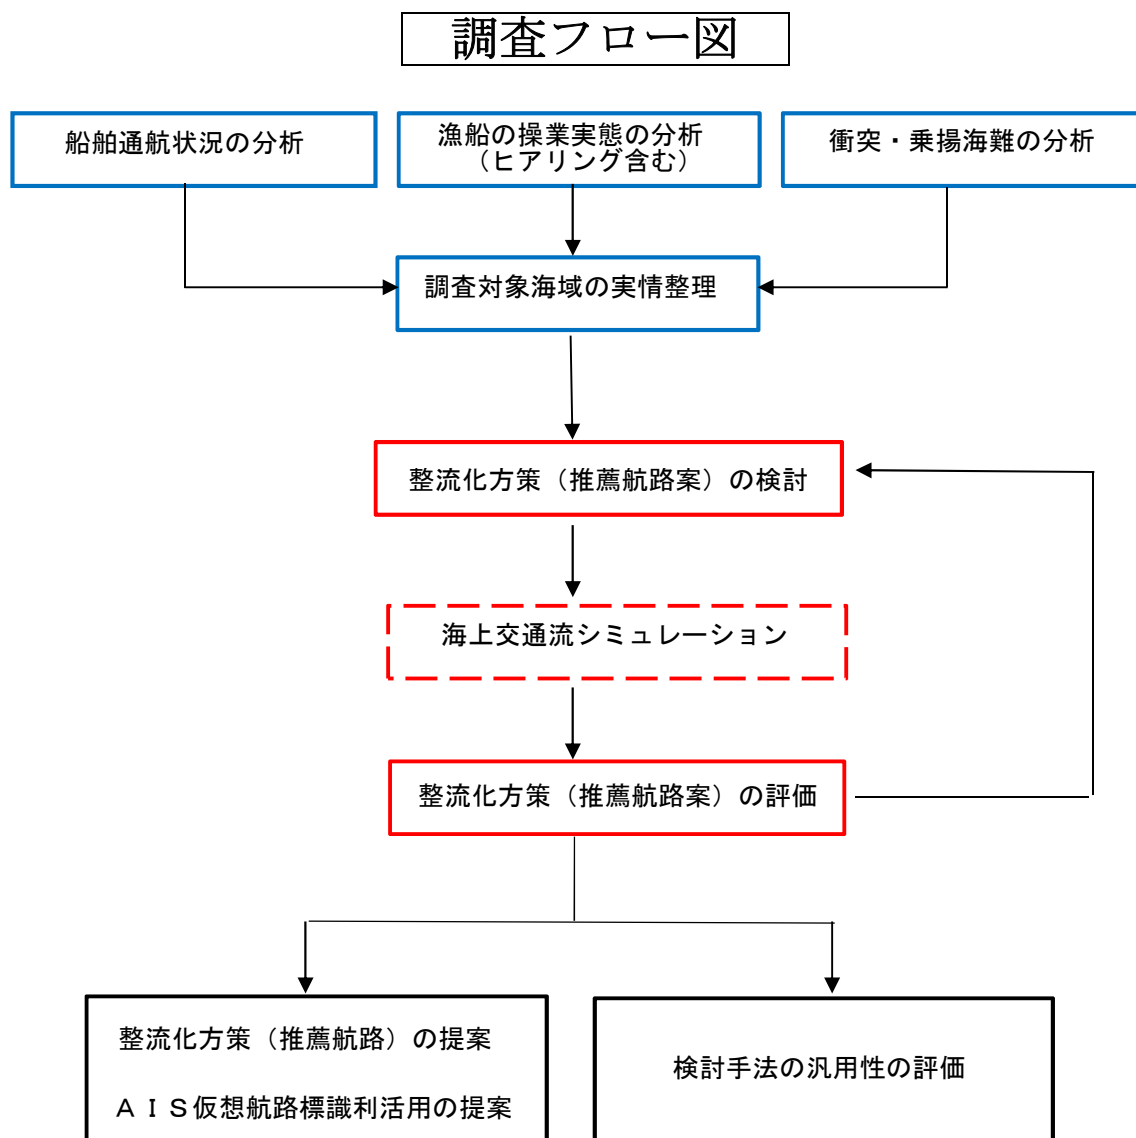 調査フロー図
船舶通航状況の分析
漁船の操業実態の分析
（ヒアリング含む）
衝突・乗揚海難の分析
調査対象海域の実情整理
整流化方策（推薦航路案）の検討
海上交通流シミュレーション
整流化方策（推薦航路案）の評価
整流化方策（推薦航路）の提案
ＡＩＳ仮想航路標識利活用の提案
検討手法の汎用性の評価